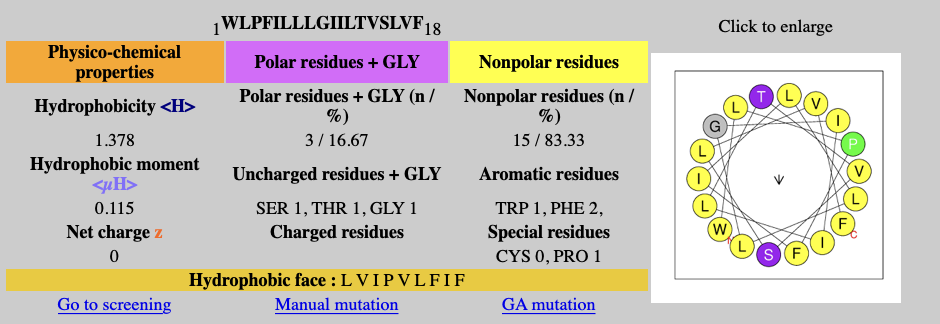 1WLPFILLLGIILTVSLVF18
Physico-chemical
properties
Hydrophobicity <H>
1.378
Hydrophobic moment
<μH>
0.115
Net charge z
0
Polar residues + GLY
Polar residues + GLY (n /
%)
3 / 16.67
Uncharged residues + GLY
SER 1, THR 1, GLY 1
Charged residues
Nonpolar residues
Nonpolar residues (n /
%)
15 / 83.33
Aromatic residues
TRP 1, PHE 2,
Special residues
CYS 0, PRO 1
Hydrophobic face : L V I P V L F I F
Go to screening
Manual mutation
GA mutation
Click to enlarge
T
L
V
I
P
V
L
F
C
I
F
S
L
W
L
I
L
G
L